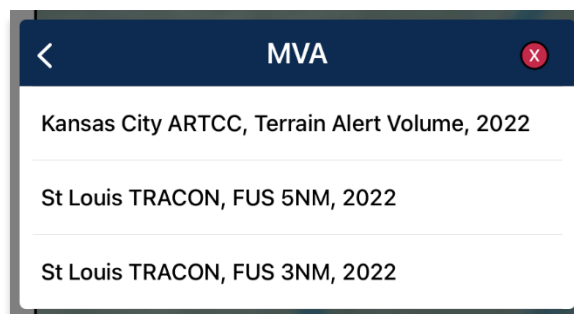 MVA
X
Kansas City ARTCC, Terrain Alert Volume, 2022
St Louis TRACON, FUS 5NM, 2022
St Louis TRACON, FUS 3NM, 2022